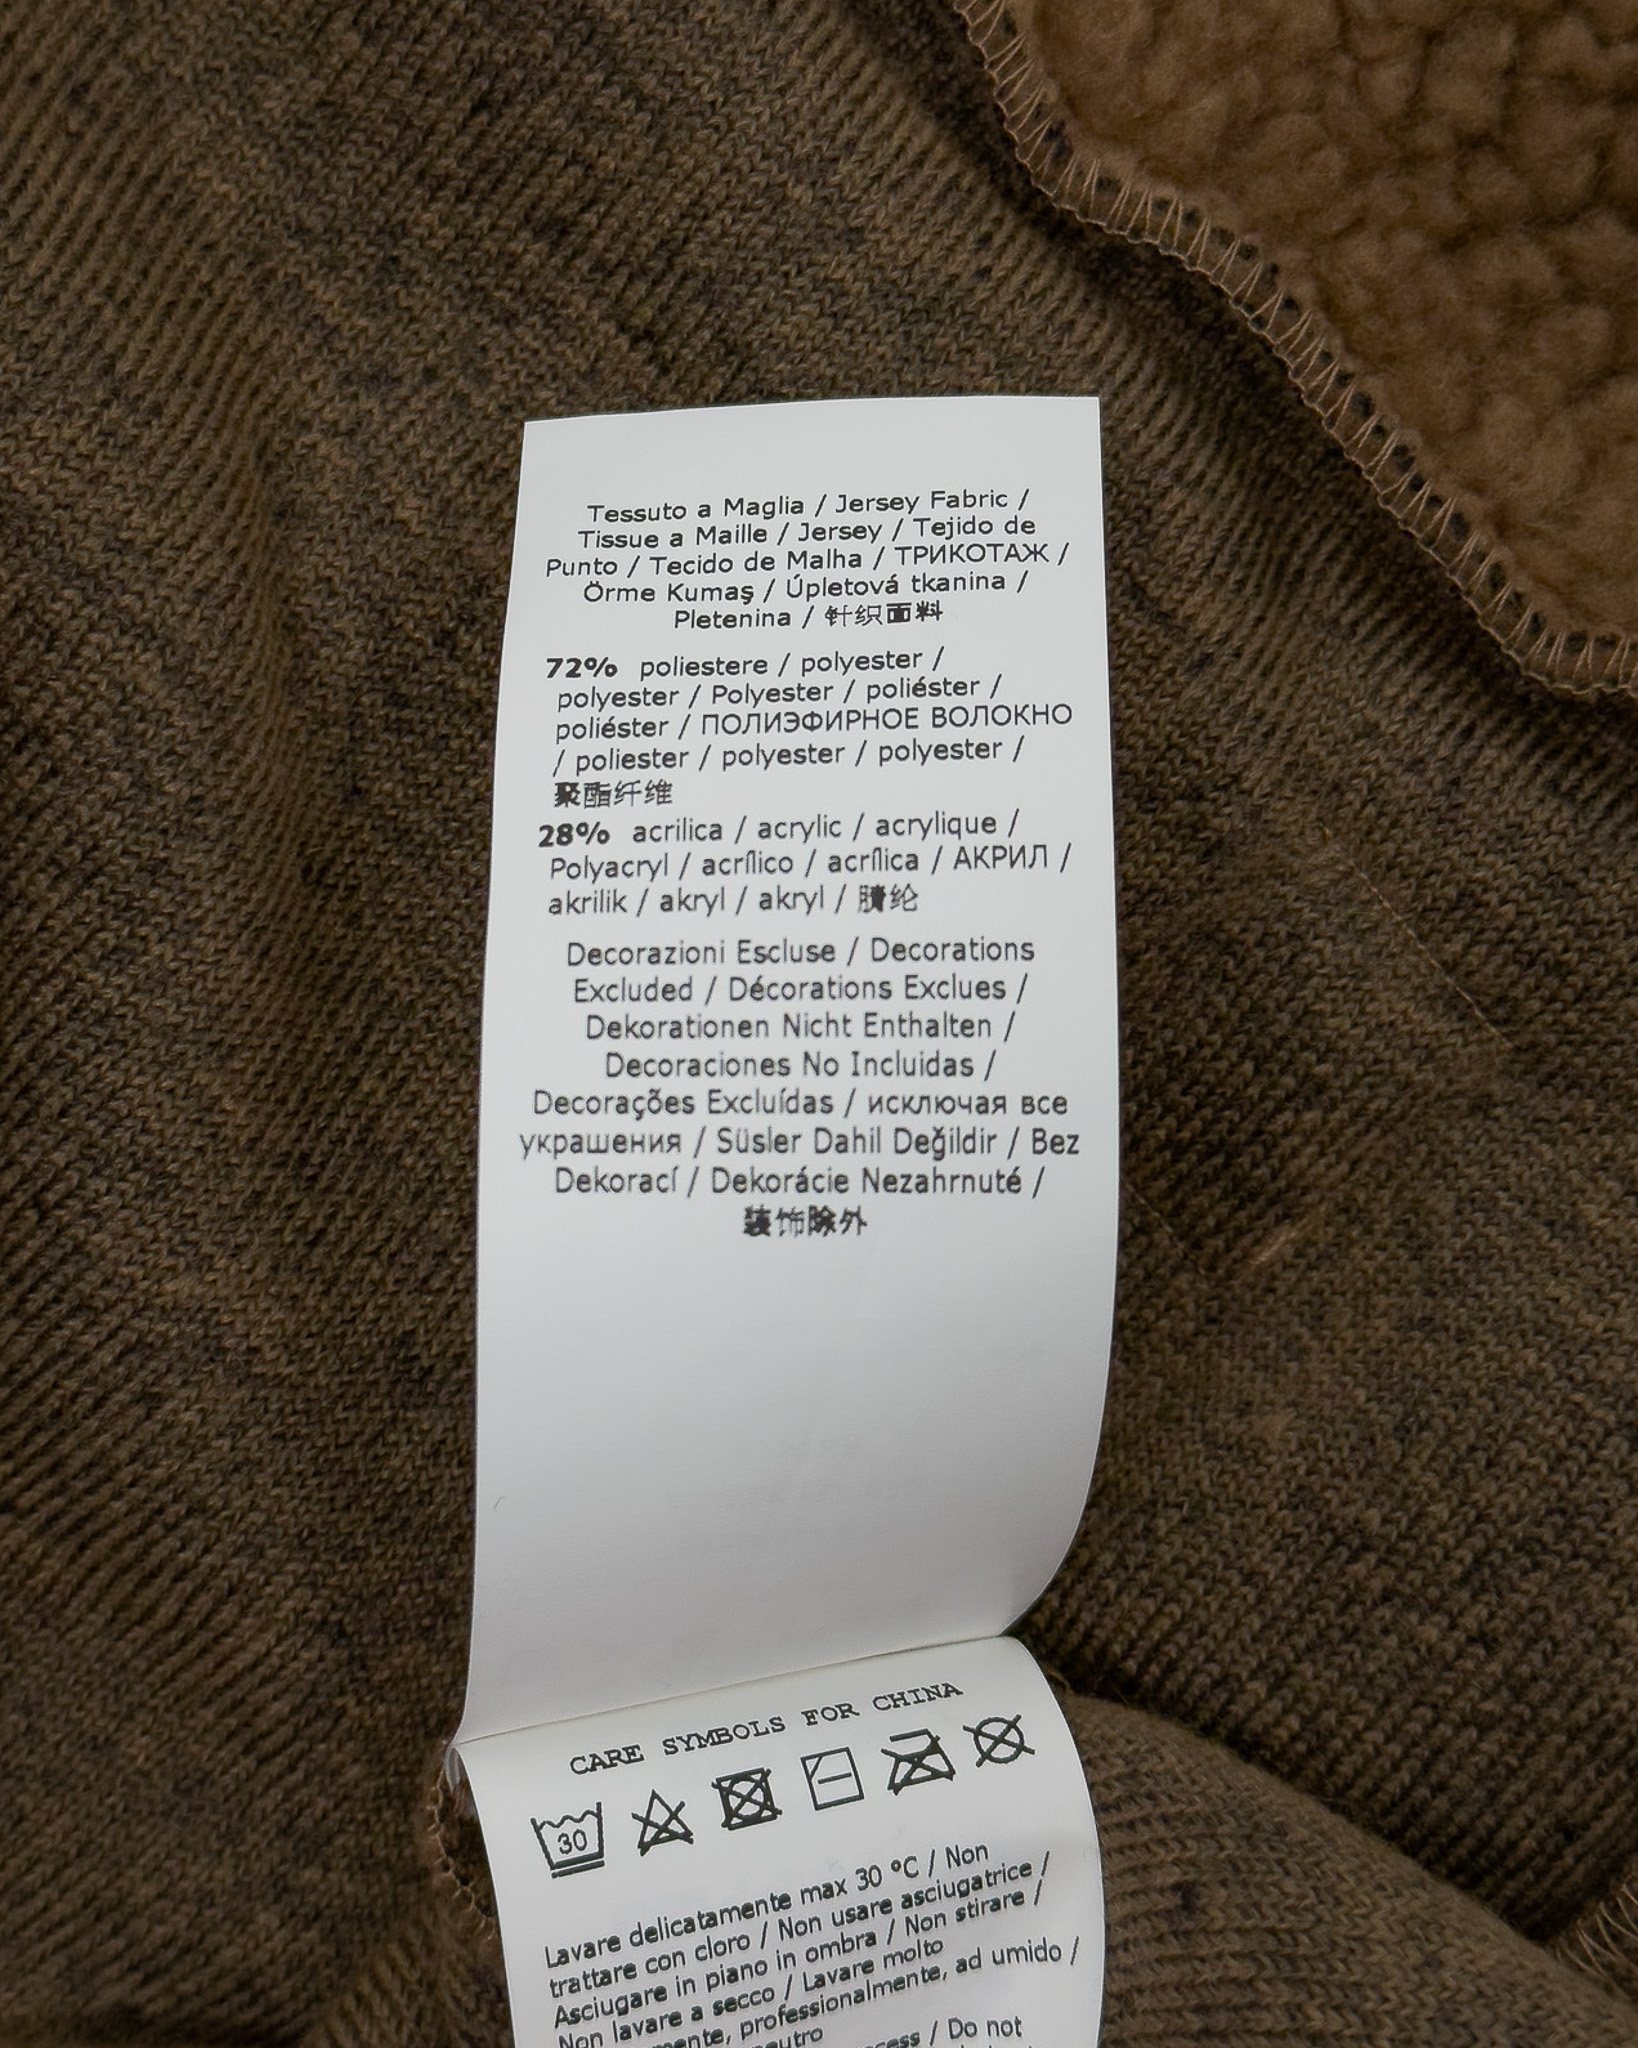 Tessuto a Maglia / Jersey Fabric /
Tissue a Maille / Jersey / Tejido de
Punto / Tecido de Malha / ТРИКОТАЖ /
Örme Kumaş / Úpletová tkanina /
Pletenina / 针织面料
72% poliestere / polyester /
polyester / Polyester / poliéster /
poliéster / ПОЛИЭФИРНОЕ ВОЛОКНО
/ poliester / polyester / polyester /
聚酯纤维
28% acrilica / acrylic / acrylique /
Polyacryl / acrílico / acrílica / АКРИЛ /
akrilik / akryl / akryl / 腈纶
Decorazioni Escluse / Decorations
Excluded / Décorations Exclues /
Dekorationen Nicht Enthalten /
Decoraciones No Incluidas /
Decorações Excluídas / исключая все
украшения / Süsler Dahil Değildir / Bez
Dekorací / Dekorácie Nezahrnuté /
装饰除外
CARE SYMBOLS FOR CHINA
30
Lavare delicatamente max 30 °C / Non
trattare con cloro / Non usare asciugatrice /
Asciugare in piano in ombra / Non stirare /
Non lavare a secco / Lavare molto
professionalmente, ad umido /
/ Do not